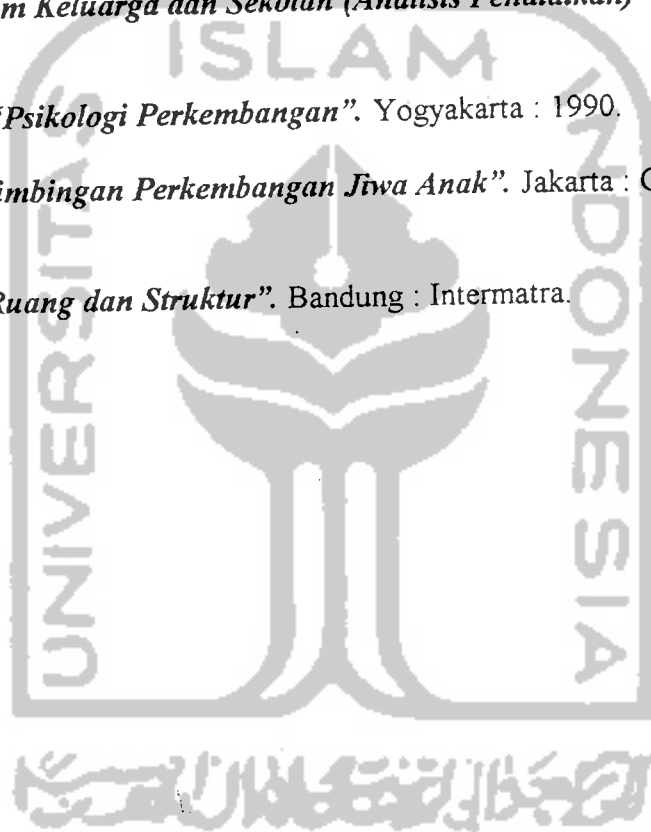 m Keluarga dan Sekolah (Analisis Pendidikan)
"Psikologi Perkembangan". Yogyakarta : 1990.
imbingan Perkembangan Jiwa Anak". Jakarta :
Ruang dan Struktur". Bandung : Intermatra.
ISLAM
UNIVERSITAS
INDONESIA